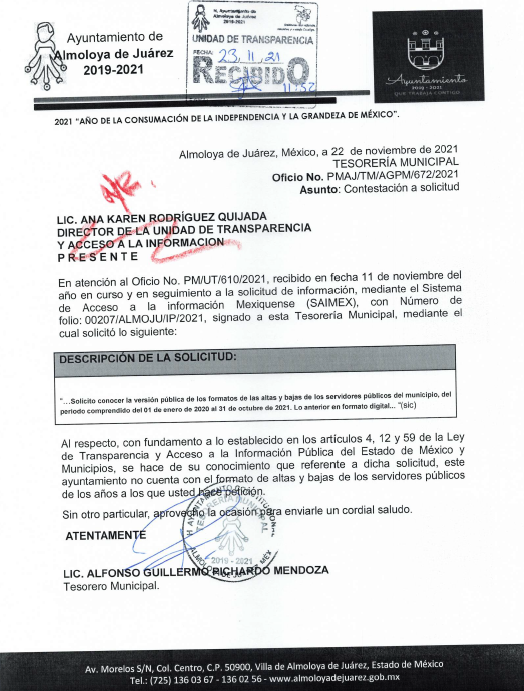 Ayuntamiento de
Almoloya de Juárez
2019-2021
H. Ayuntamiento de
Almoloya de Juárez
2019-2021
UNIDAD DE TRANSPARENCIA
FECHA: 23, 11, 21
RECIBIDO
11:52
Ayuntamiento
2019 - 2021
QUE TRABAJA CONTIGO
2021 "AÑO DE LA CONSUMACIÓN DE LA INDEPENDENCIA Y LA GRANDEZA DE MÉXICO".
Almoloya de Juárez, México, a 22 de noviembre de 2021
TESORERÍA MUNICIPAL
Oficio No. PMAJ/TM/AGPM/672/2021
Asunto: Contestación a solicitud
LIC. ANA KAREN RODRÍGUEZ QUIJADA
DIRECTOR DE LA UNIDAD DE TRANSPARENCIA
Y ACCESO A LA INFORMACION
P R E S E N T E
En atención al Oficio No. PM/UT/610/2021, recibido en fecha 11 de noviembre del
año en curso y en seguimiento a la solicitud de información, mediante el Sistema
de Acceso a la información Mexiquense (SAIMEX), con Número de
folio: 00207/ALMOJU/IP/2021, signado a esta Tesorería Municipal, mediante el
cual solicitó lo siguiente:
DESCRIPCIÓN DE LA SOLICITUD:
"...Solicito conocer la versión pública de los formatos de las altas y bajas de los servidores públicos del municipio, del
periodo comprendido del 01 de enero de 2020 al 31 de octubre de 2021. Lo anterior en formato digital... "(sic)
Al respecto, con fundamento a lo establecido en los artículos 4, 12 y 59 de la Ley
de Transparencia y Acceso a la Información Pública del Estado de México y
Municipios, se hace de su conocimiento que referente a dicha solicitud, este
ayuntamiento no cuenta con el formato de altas y bajas de los servidores públicos
de los años a los que usted hace petición.
Sin otro particular, aprovecho la ocasión para enviarle un cordial saludo.
ATENTAMENTE
TESORERÍA MUNICIPAL
2019 - 2021
ALMOLOYA DE JUÁREZ, MEX
LIC. ALFONSO GUILLERMO RICHARDO MENDOZA
Tesorero Municipal.
Av. Morelos S/N, Col. Centro, C.P. 50900, Villa de Almoloya de Juárez, Estado de México
Tel.: (725) 136 03 67 - 136 02 56 - www.almoloyadejuarez.gob.mx